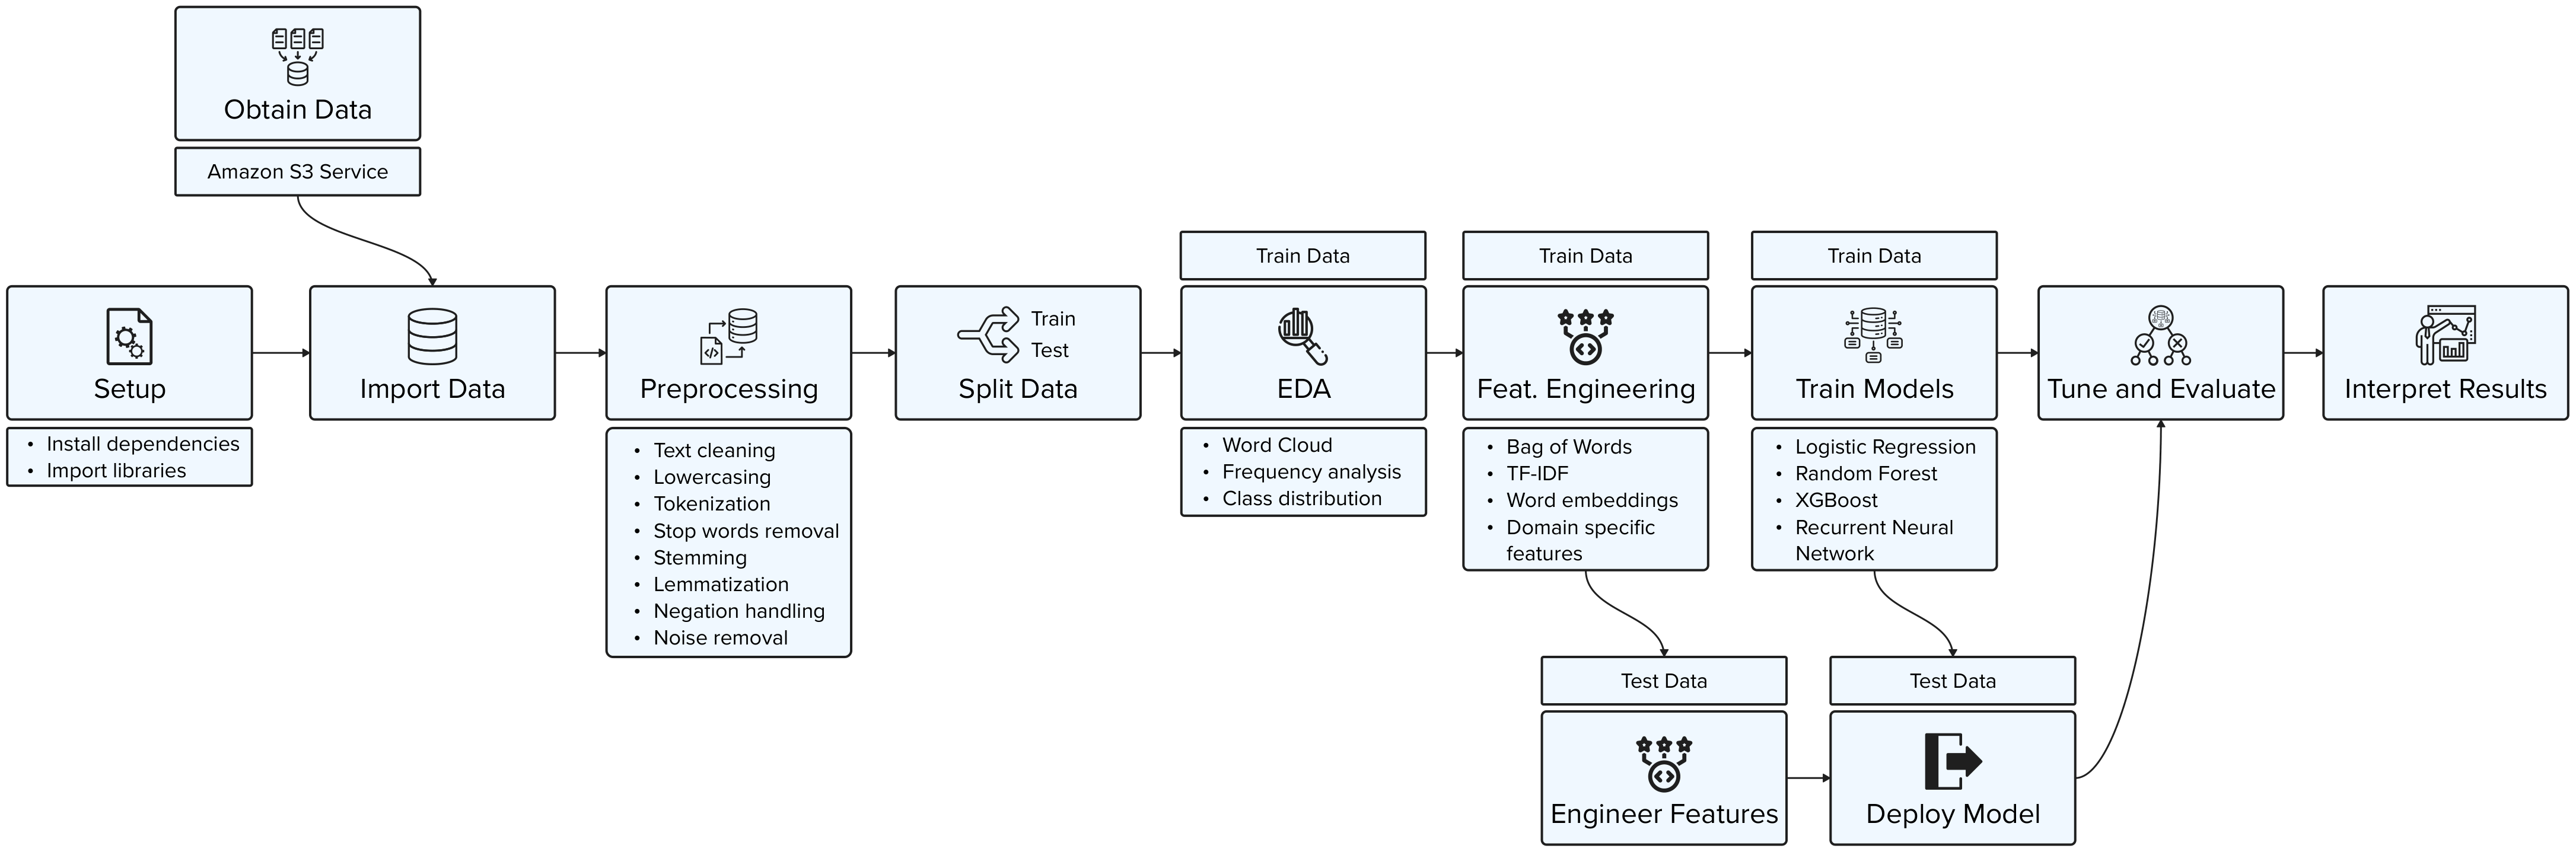 Obtain Data
Amazon S3 Service
Setup
• Install dependencies
• Import libraries
Import Data
Preprocessing
• Text cleaning
• Lowercasing
• Tokenization
• Stop words removal
• Stemming
• Lemmatization
• Negation handling
• Noise removal
Train
Test
Split Data
Train Data
EDA
• Word Cloud
• Frequency analysis
• Class distribution
Train Data
Feat. Engineering
• Bag of Words
• TF-IDF
• Word embeddings
• Domain specific
features
Train Data
Train Models
• Logistic Regression
• Random Forest
• XGBoost
• Recurrent Neural
Network
Test Data
Engineer Features
Test Data
Deploy Model
Tune and Evaluate
Interpret Results